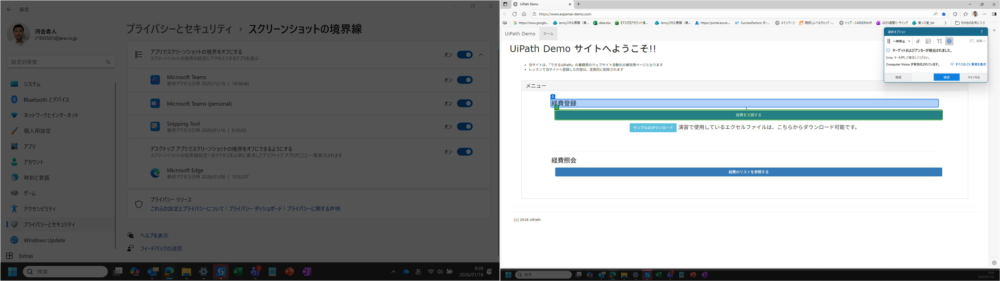 設定
河合寿人
J1933501@jera.co.jp
設定の検索
システム
Bluetooth とデバイス
ネットワークとインターネット
個人用設定
アプリ
アカウント
時刻と言語
ゲーム
アクセシビリティ
プライバシーとセキュリティ
Windows Update
Extras
プライバシーとセキュリティ › スクリーンショットの境界線
アプリでスクリーンショットの境界をオフにする
スクリーンショットの境界の設定にアクセスできるアプリを選ぶ
オン
Microsoft Teams
最終アクセス日時 2025/12/18 | 14:06:40
オン
Microsoft Teams (personal)
オン
Snipping Tool
最終アクセス日時 2026/01/16 | 9:36:02
オン
デスクトップ アプリでスクリーンショットの境界をオフにできるようにする
スクリーンショットの境界線設定へのアクセスを以前に要求したデスクトップ アプリがここに一覧表示されます
オン
Microsoft Edge
最終アクセス日時 2026/01/06 | 10:52:07
プライバシー リソース
これらの設定とプライバシーについて | プライバシー ダッシュボード | プライバシーに関する声明
ヘルプを表示
フィードバックの送信
検索
M365
2
あ
9:39
2026/01/16
UiPath Demo
https://www.expense-demo.com
https://www.google...
Jennyスキル展開（第...
data.xlsx
【マスタ】アカウント情...
Jennyスキル展開（第...
https://portal.azure....
SuccessFactors: ホー...
メインページ
腕試しレベルチェック -...
トップ - CAREERSHIP
2025週間ミーティング
東シス管_ltd
その他のお気に入り
UiPath Demo
ホーム
UiPath Demo サイトへようこそ!!
当サイトは、「できるUiPath」の書籍用のウェブサイト自動化の練習用ページとなります
レッスンで当サイトへ登録した内容は、定期的に削除されます
メニュー
経費登録
経費を登録する
サンプルのダウンロード 演習で使用しているエクセルファイルは、こちらからダウンロード可能です。
経費照会
経費のリストを参照する
(c) 2018 UiPath
選択オプション
?
一時停止
自動
ターゲットおよびアンカーが検出されました。
Enter キーを押して確定してください。
Computer Vision が有効化されています。
すべての CV 要素を表示
検証
確認
キャンセル
検索
9:39
2026/01/16